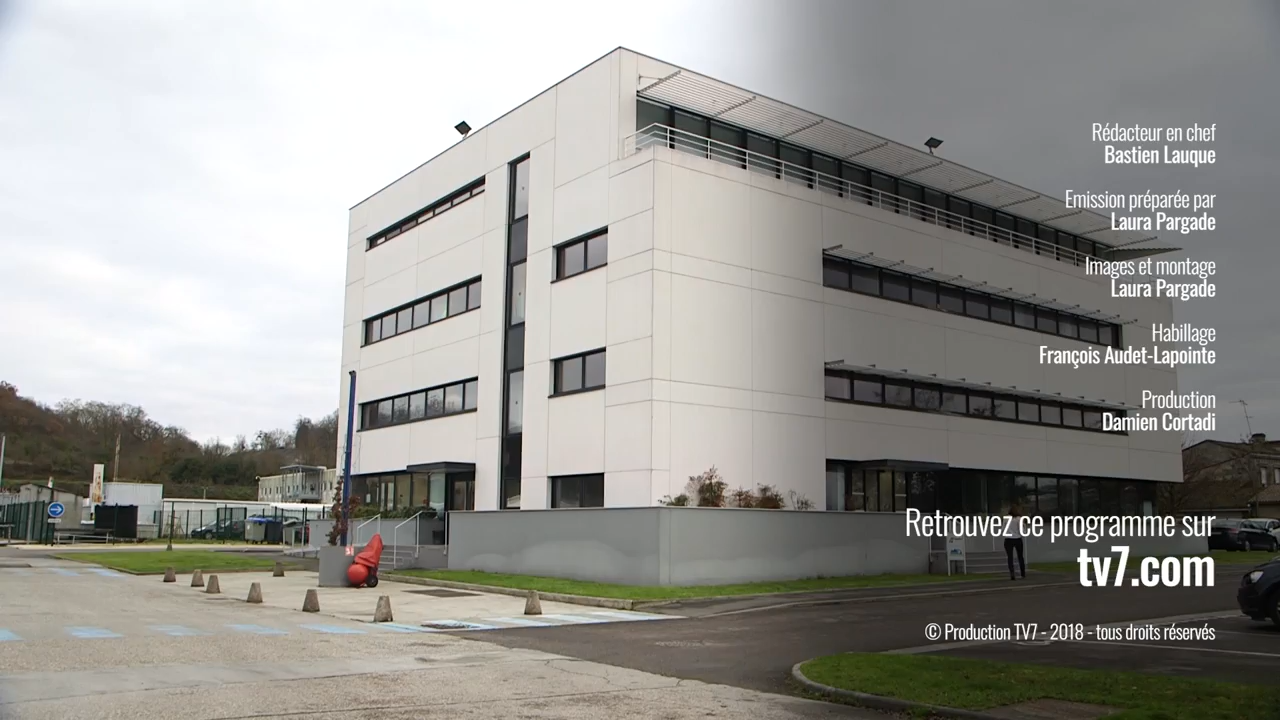 Rédacteur en chef
Bastien Lauque
Emission préparée par
Laura Pargade
Images et montage
Laura Pargade
Habillage
François Audet-Lapointe
Production
Damien Cortadi
Retrouvez ce programme sur
tv7.com
© Production TV7 - 2018 - tous droits réservés